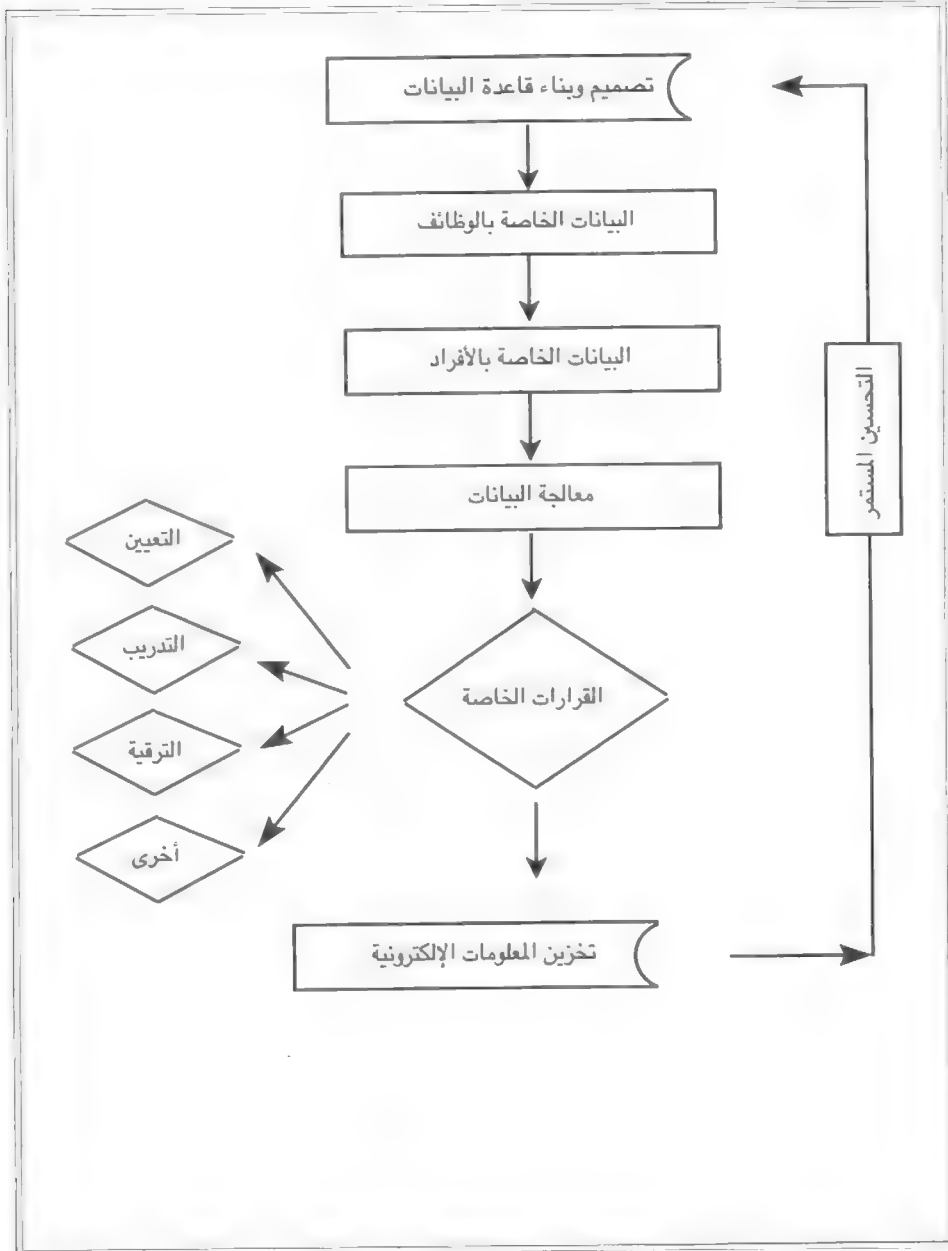 تصميم وبناء قاعدة البيانات
البيانات الخاصة بالوظائف
البيانات الخاصة بالأفراد
معالجة البيانات
القرارات الخاصة
التعيين
التدريب
الترقية
أخرى
تخزين المعلومات الإلكترونية
التحسين المستمر